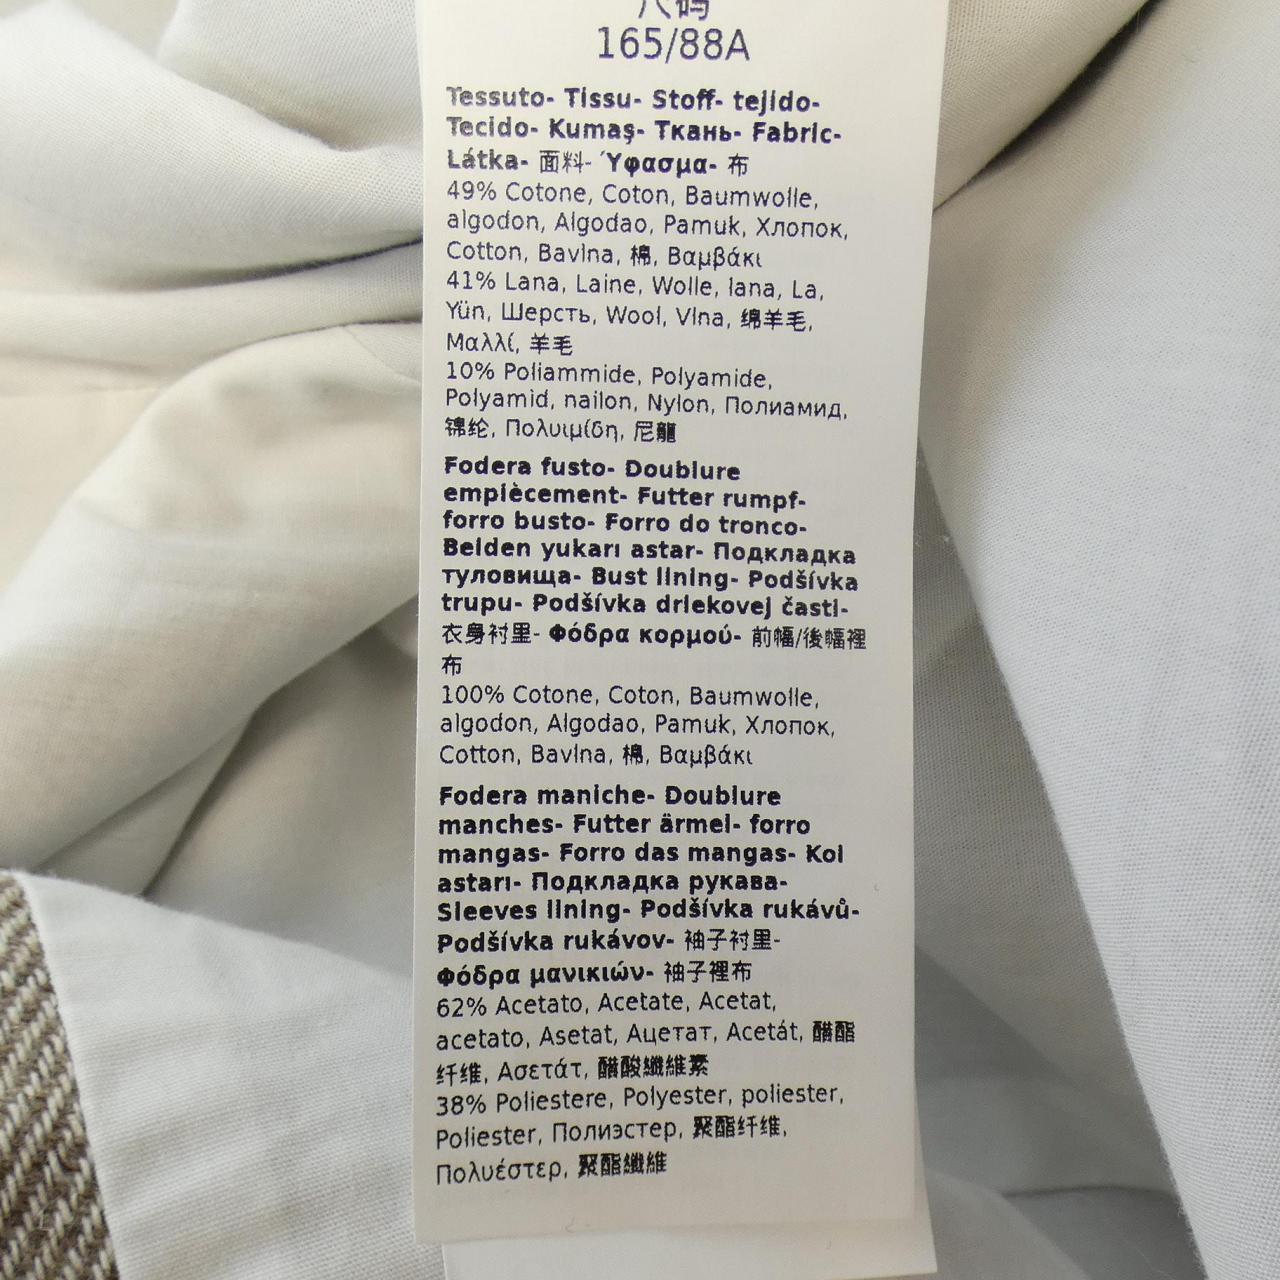 尺码
165/88A
Tessuto- Tissu- Stoff- tejido-
Tecido- Kumaş- Ткань- Fabric-
Látka- 面料- Ύφασμα- 布
49% Cotone, Coton, Baumwolle,
algodon, Algodao, Pamuk, Хлопок,
Cotton, Bavlna, 棉, Βαμβάκι
41% Lana, Laine, Wolle, lana, La,
Yün, Шерсть, Wool, Vlna, 绵羊毛,
Μαλλί, 羊毛
10% Poliammide, Polyamide,
Polyamid, nailon, Nylon, Полиамид,
锦纶, Πολυιμίδη, 尼龍
Fodera fusto- Doublure
empiècement- Futter rumpf-
forro busto- Forro do tronco-
Belden yukarı astar- Подкладка
туловища- Bust lining- Podšívka
trupu- Podšívka driekovej časti-
衣身衬里- Φόδρα κορμού- 前幅/後幅裡
布
100% Cotone, Coton, Baumwolle,
algodon, Algodao, Pamuk, Хлопок,
Cotton, Bavlna, 棉, Βαμβάκι
Fodera maniche- Doublure
manches- Futter ärmel- forro
mangas- Forro das mangas- Kol
astarı- Подкладка рукава-
Sleeves lining- Podšívka rukávů-
Podšívka rukávov- 袖子衬里-
Φόδρα μανικιών- 袖子裡布
62% Acetato, Acetate, Acetat,
acetato, Asetat, Ацетат, Acetát, 醋酯
纤维, Ασετάτ, 醋酸纖維素
38% Poliestere, Polyester, poliester,
Poliester, Полиэстер, 聚酯纤维,
Πολυέστερ, 聚酯纖維